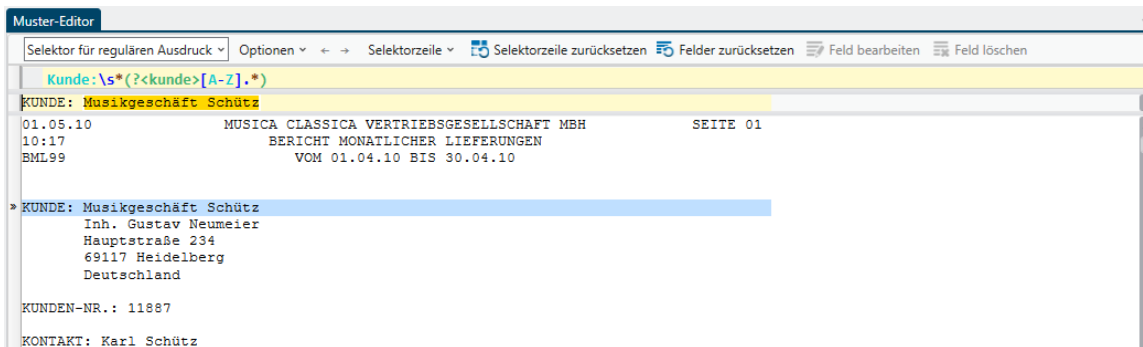 Muster-Editor
Selektor für regulären Ausdruck Optionen ← → Selektorzeile Selektorzeile zurücksetzen Felder zurücksetzen Feld bearbeiten Feld löschen
Kunde:\s*(?<kunde>[A-Z].*)
KUNDE: Musikgeschäft Schütz
01.05.10 MUSICA CLASSICA VERTRIEBSGESELLSCHAFT MBH SEITE 01
10:17 BERICHT MONATLICHER LIEFERUNGEN
BML99 VOM 01.04.10 BIS 30.04.10
» KUNDE: Musikgeschäft Schütz
Inh. Gustav Neumeier
Hauptstraße 234
69117 Heidelberg
Deutschland
KUNDEN-NR.: 11887
KONTAKT: Karl Schütz